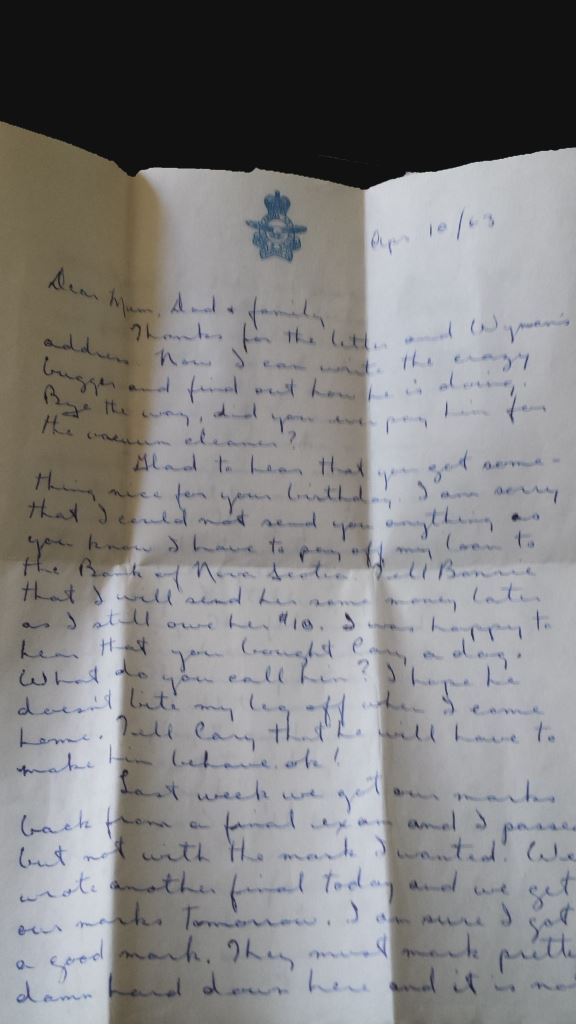 Apr 10/63
Dear Mum, Dad & family
Thanks for the letter and Wyman's
address. Now I can write the crazy
bugger and find out how he is doing.
Bye the way, did you ever pay him for
the vacuum cleaner?
Glad to hear that you got some-
thing nice for your birthday. I am sorry
that I could not send you anything as
you know I have to pay off my loan to
the Bank of Nova Scotia. Tell Bonnie
that I will send her some money later
as I still owe her $10. I was happy to
hear that you bought Cary a dog.
What do you call him? I hope he
doesn't bite my leg off when I come
home. Tell Cary that he will have to
make him behave ok!
Last week we got our marks
back from a final exam and I passe
but not with the mark I wanted. We
wrote another final today and we get
our marks tomorrow. I am sure I got
a good mark. They must mark prette
damn hard down here and it is not